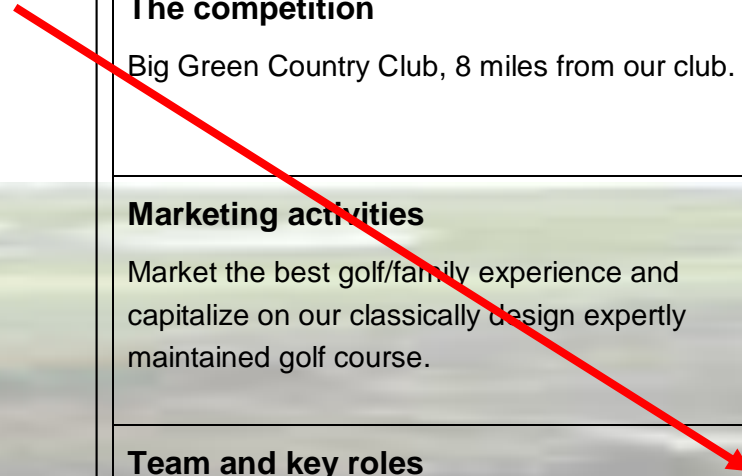 The competition
Big Green Country Club, 8 miles from our club.
Marketing activities
Market the best golf/family experience and
capitalize on our classically design expertly
maintained golf course.
Team and key roles